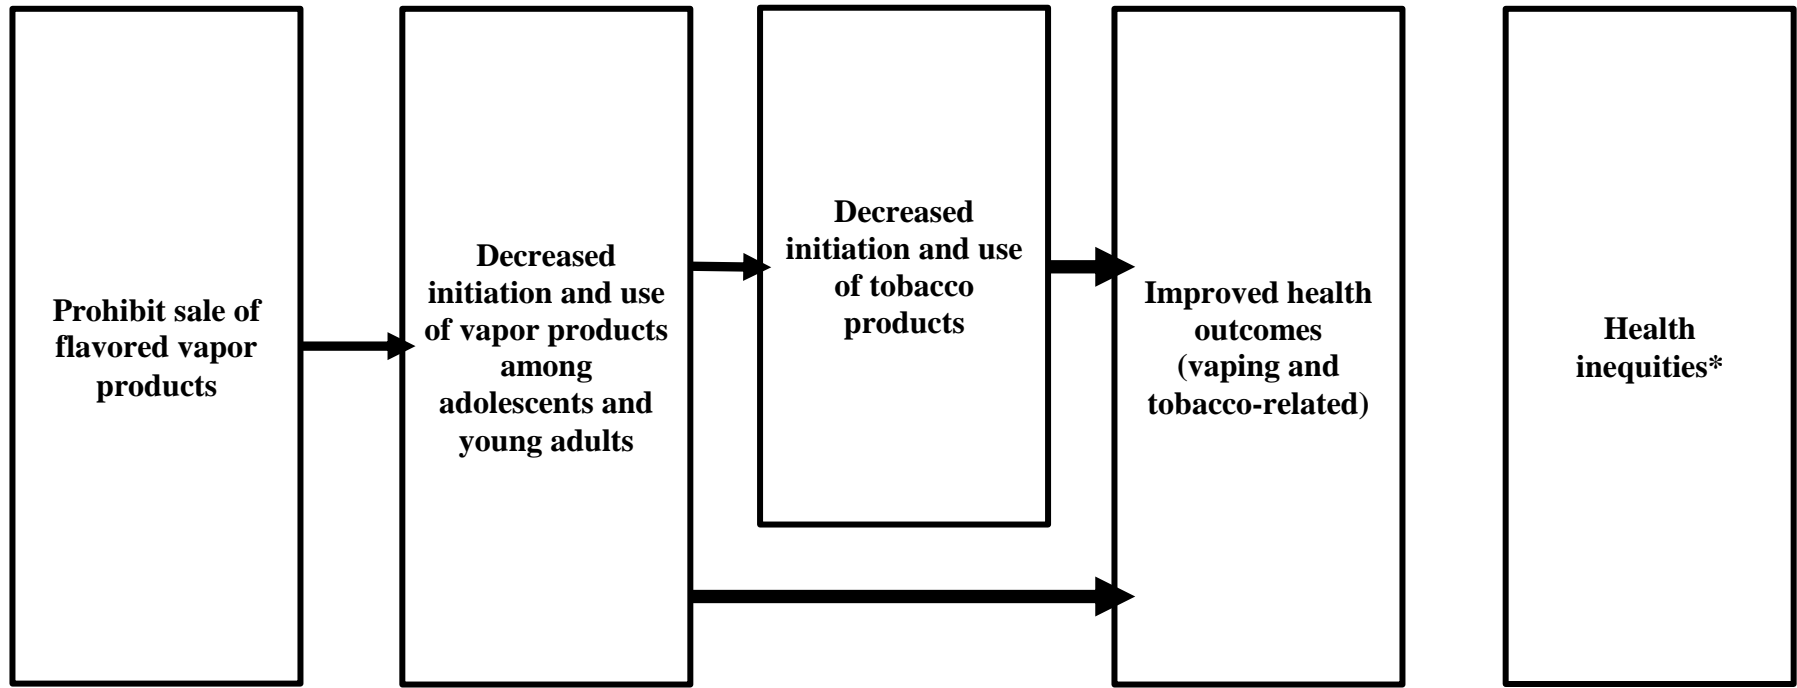 Prohibit sale of
flavored vapor
products
Decreased
initiation and use
of vapor products
among
adolescents and
young adults
Decreased
initiation and use
of tobacco
products
Improved health
outcomes
(vaping and
tobacco-related)
Health
inequities*